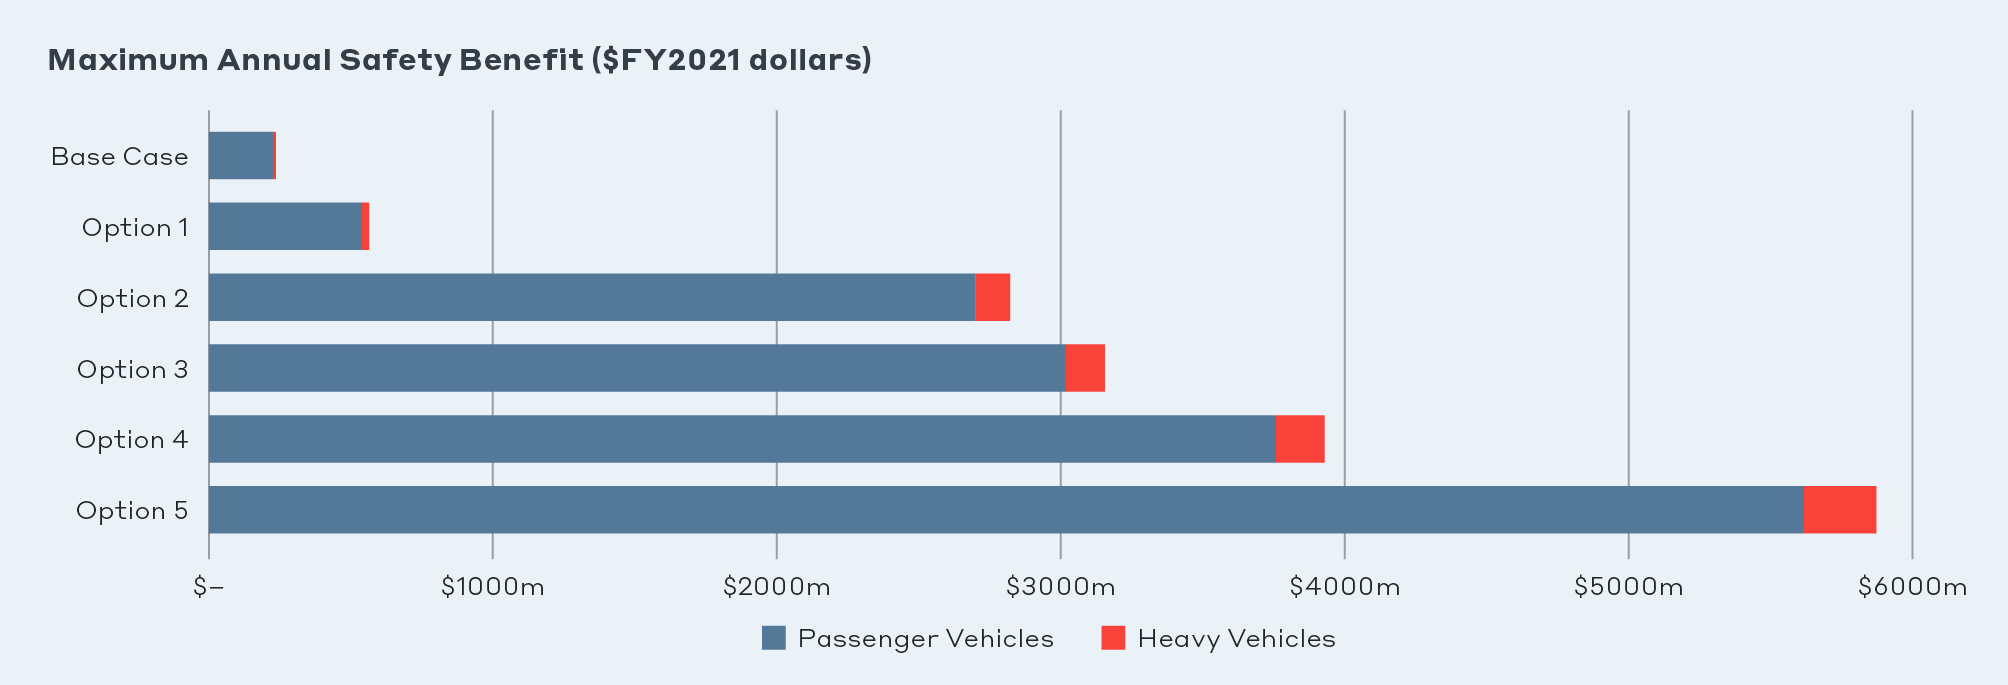 Maximum Annual Safety Benefit ($FY2021 dollars)
Base Case
Option 1
Option 2
Option 3
Option 4
Option 5
$– $1000m $2000m $3000m $4000m $5000m $6000m
Passenger Vehicles Heavy Vehicles